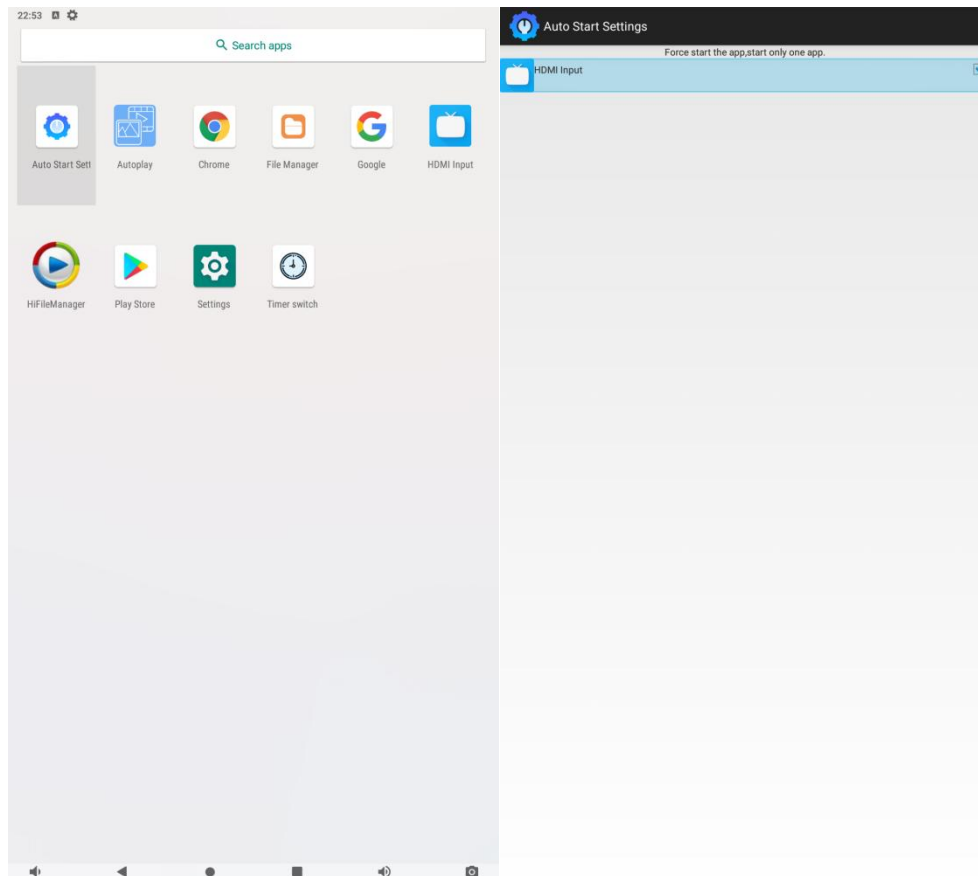 22:53
Search apps
Auto Start Sett
Autoplay
Chrome
File Manager
Google
HDMI Input
HiFileManager
Play Store
Settings
Timer switch
Auto Start Settings
Force start the app,start only one app.
HDMI Input